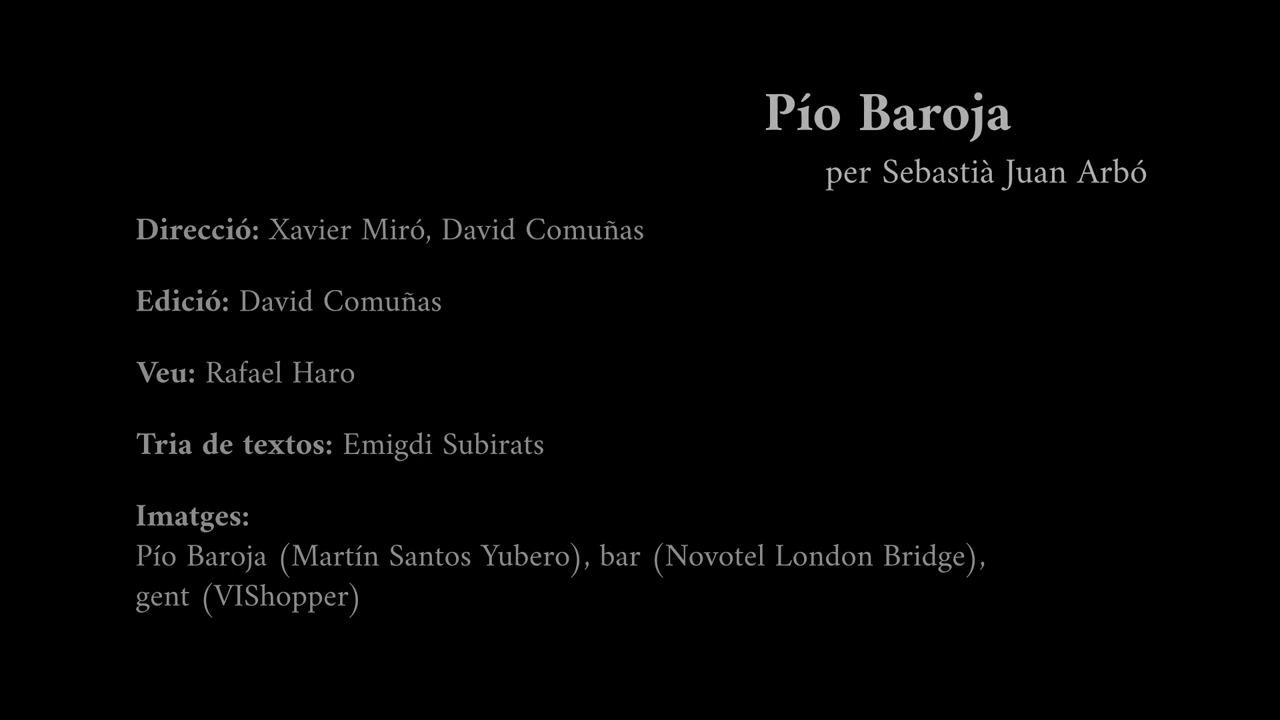 Pío Baroja
per Sebastià Juan Arbó
Direcció: Xavier Miró, David Comuñas
Edició: David Comuñas
Veu: Rafael Haro
Tria de textos: Emigdi Subirats
Imatges:
Pío Baroja (Martín Santos Yubero), bar (Novotel London Bridge),
gent (VIShopper)